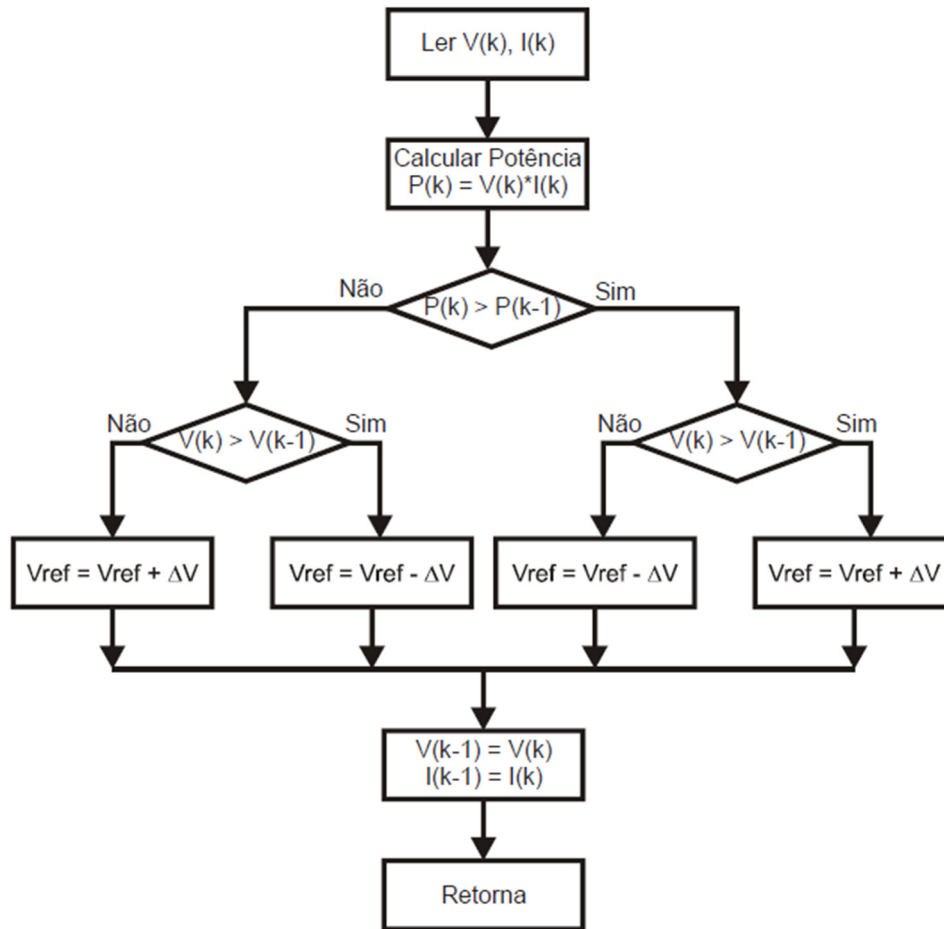 Ler V(k), I(k)
Calcular Potência
P(k) = V(k)*I(k)
Não
P(k) > P(k-1)
Sim
Não
V(k) > V(k-1)
Sim
Não
V(k) > V(k-1)
Sim
Vref = Vref + ΔV
Vref = Vref - ΔV
Vref = Vref - ΔV
Vref = Vref + ΔV
V(k-1) = V(k)
I(k-1) = I(k)
Retorna